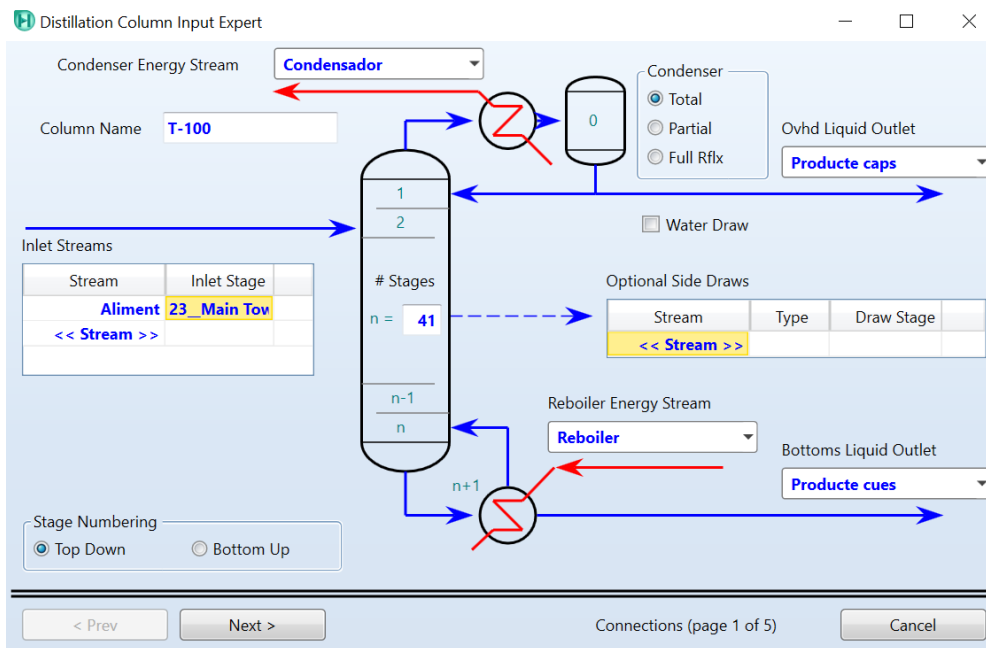 Distillation Column Input Expert
Condenser Energy Stream
Condensador
Condenser
Total
Partial
Full Rflx
0
Column Name
T-100
Ovhd Liquid Outlet
Producte caps
1
2
Water Draw
Inlet Streams
Stream Inlet Stage
Aliment 23__Main Tow
<< Stream >>
# Stages
n = 41
Optional Side Draws
Stream Type Draw Stage
<< Stream >>
n-1
n
n+1
Reboiler Energy Stream
Reboiler
Bottoms Liquid Outlet
Producte cues
Stage Numbering
Top Down Bottom Up
< Prev Next > Connections (page 1 of 5) Cancel